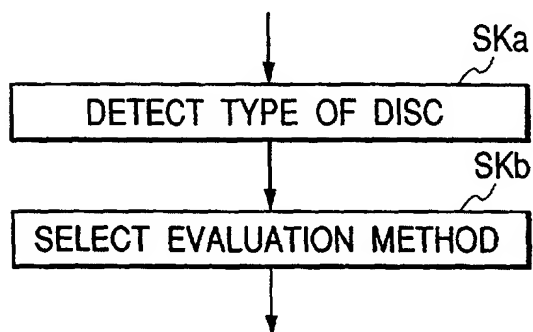 SKa
DETECT TYPE OF DISC
SKb
SELECT EVALUATION METHOD